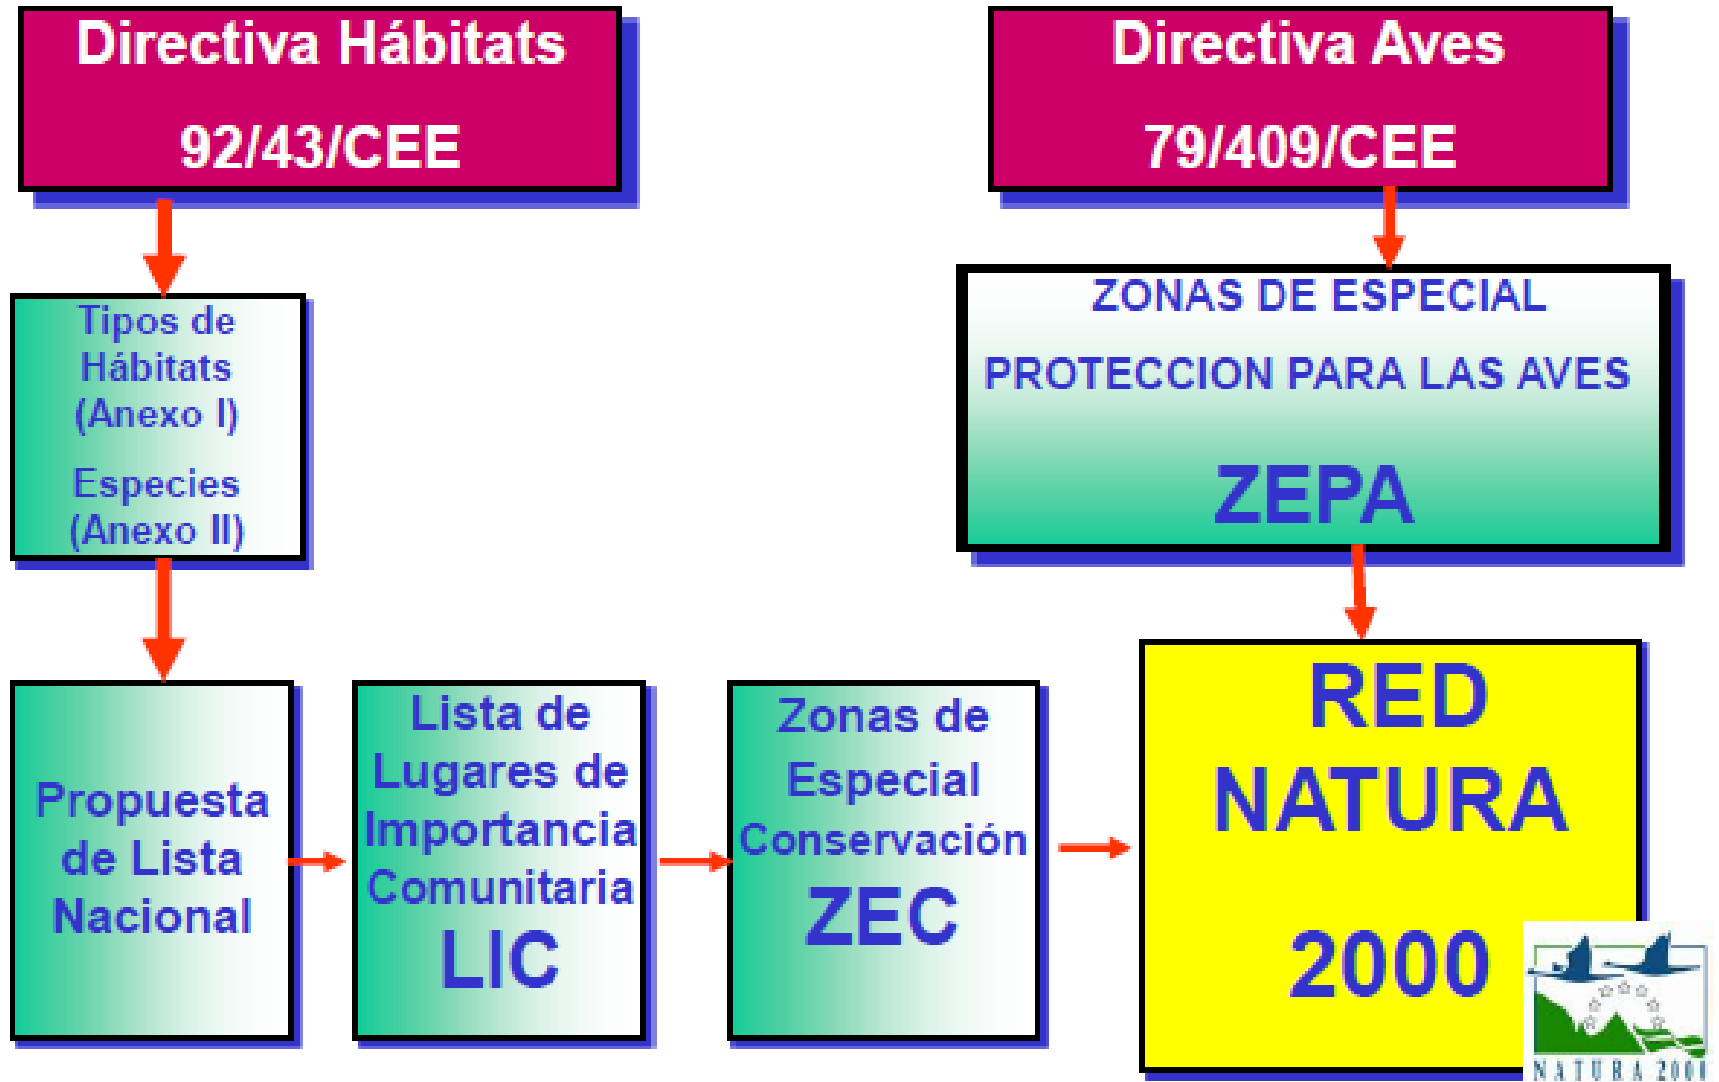 Directiva Hábitats
92/43/CEE
Directiva Aves
79/409/CEE
Tipos de
Hábitats
(Anexo I)
Especies
(Anexo II)
ZONAS DE ESPECIAL
PROTECCION PARA LAS AVES
ZEPA
Propuesta
de Lista
Nacional
Lista de
Lugares de
Importancia
Comunitaria
LIC
Zonas de
Especial
Conservación
ZEC
RED
NATURA
2000
NATURA 2000